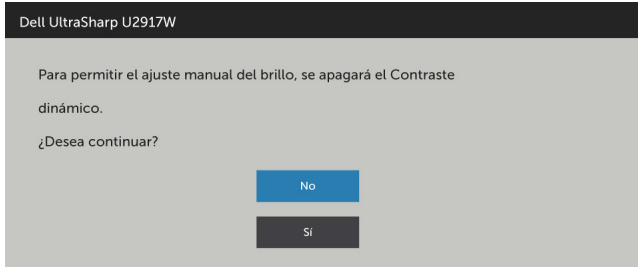 Dell UltraSharp U2917W
Para permitir el ajuste manual del brillo, se apagará el Contraste
dinámico.
¿Desea continuar?
No
Sí